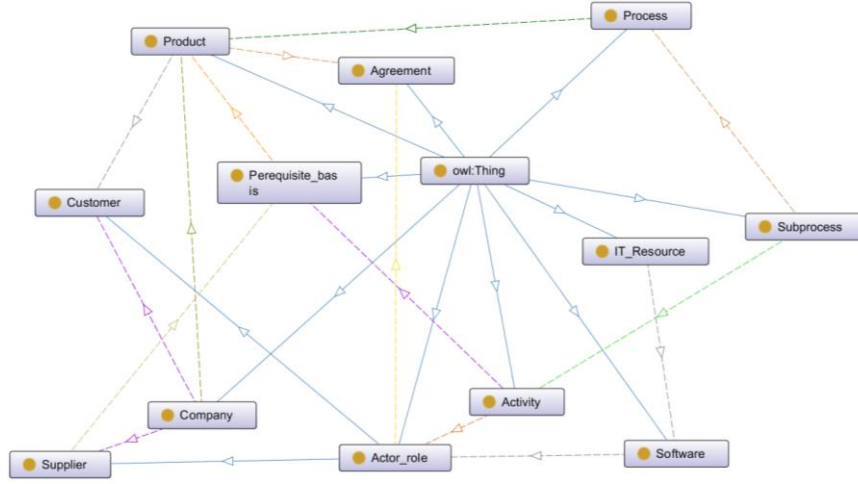 Process
Product
Agreement
owl:Thing
Perequisite_bas
is
Customer
Subprocess
IT_Resource
Activity
Company
Software
Actor_role
Supplier